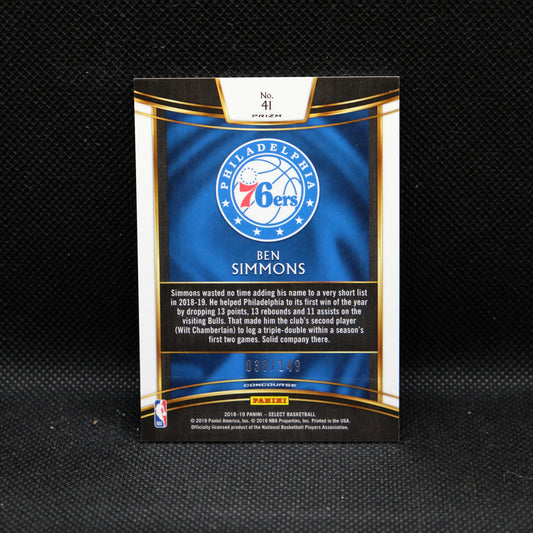 No.
41
PRIZM
PHILADELPHIA
76ers
BEN
SIMMONS
Simmons wasted no time adding his name to a very short list
in 2018-19. He helped Philadelphia to its first win of the year
by dropping 13 points, 13 rebounds and 11 assists on the
visiting Bulls. That made him the club's second player
(Wilt Chamberlain) to log a triple-double within a season's
first two games. Solid company there.
CONCOURSE
PANINI
2018-19 PANINI – SELECT BASKETBALL
© 2019 Panini America, Inc. © 2019 NBA Properties, Inc. Printed in the USA.
Officially licensed product of the National Basketball Players Association.